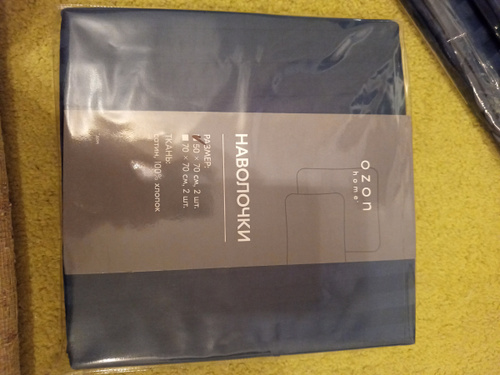 ozon
home
НАВОЛОЧКИ
РАЗМЕР:
50 × 70 см, 2 шт.
70 × 70 см, 2 шт.
ТКАНЬ:
сатин, 100% хлопок